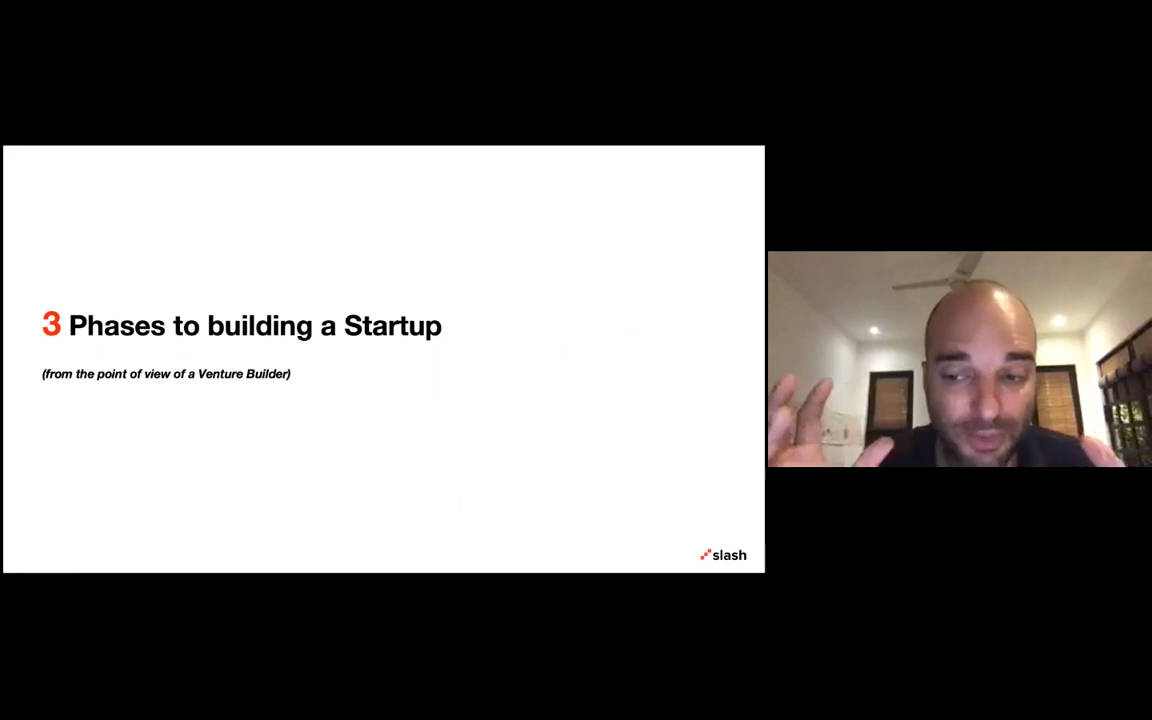 3 Phases to building a Startup
(from the point of view of a Venture Builder)
slash